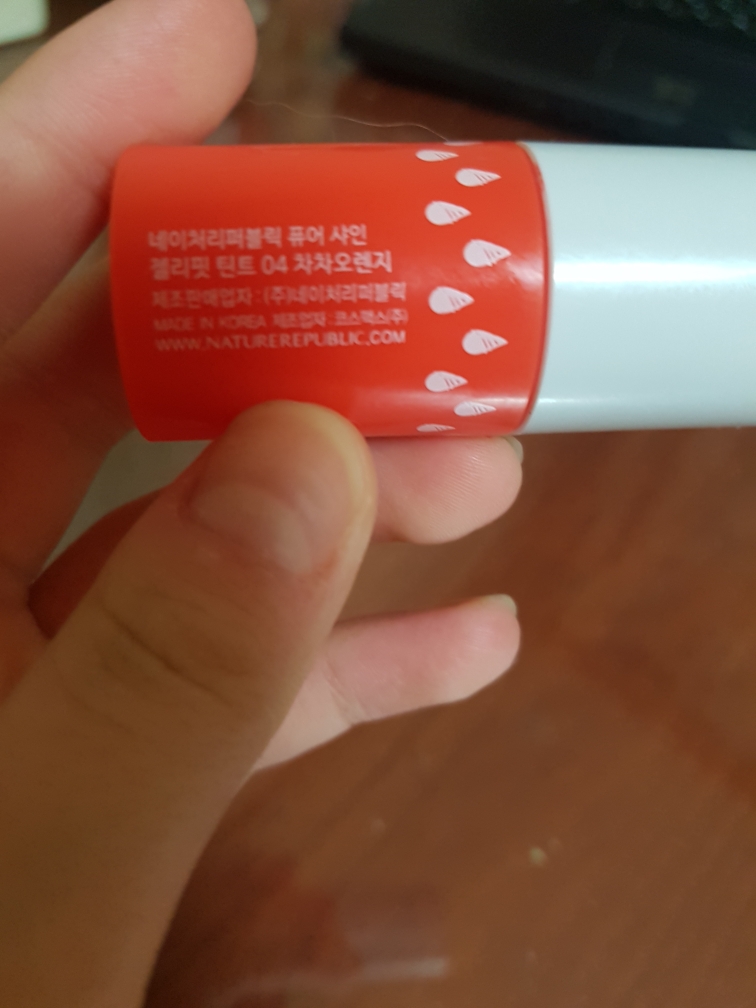 네이처리퍼블릭 퓨어 샤인
젤리핏 틴트 04 차차오렌지
제조판매업자 : (주)네이처리퍼블릭
MADE IN KOREA 제조업자 : 코스맥스(주)
WWW.NATUREREPUBLIC.COM